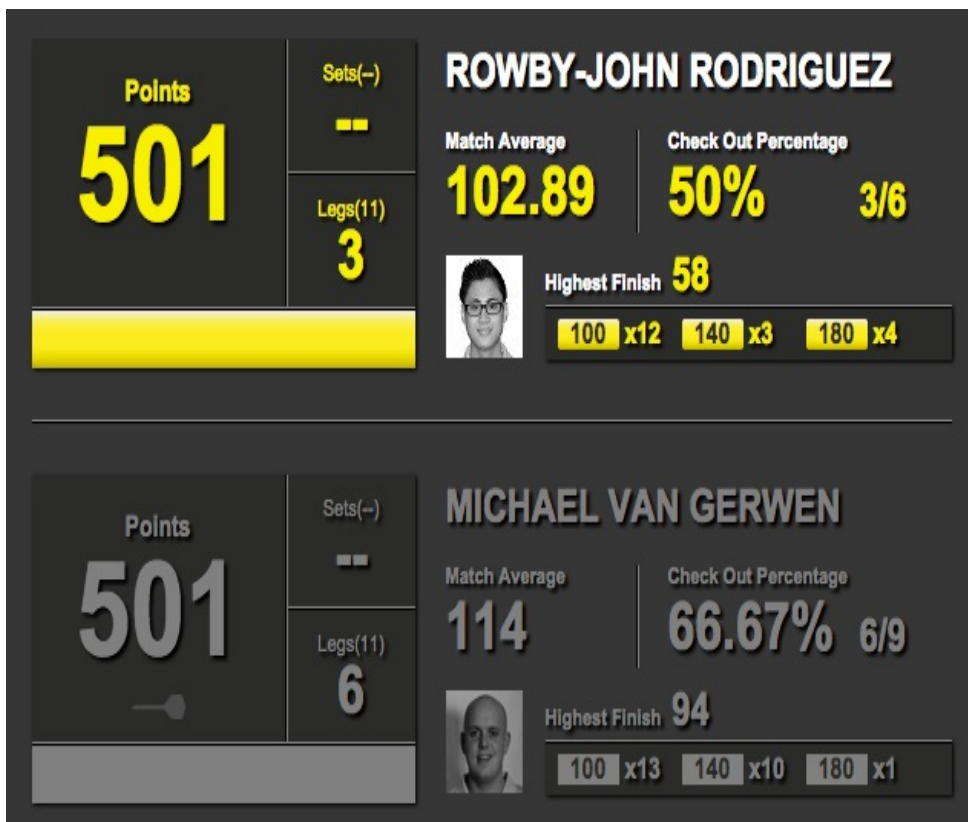 ROWBY-JOHN RODRIGUEZ
Points
501
Sets(--)
--
Legs(11)
3
Match Average
102.89
Check Out Percentage
50% 3/6
Highest Finish 58
100 x12 140 x3 180 x4
MICHAEL VAN GERWEN
Points
501
Sets(--)
--
Legs(11)
6
Match Average
114
Check Out Percentage
66.67% 6/9
Highest Finish 94
100 x13 140 x10 180 x1